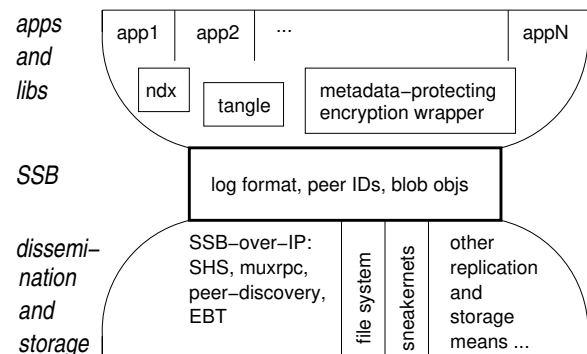 apps
and
libs
app1
app2
...
appN
ndx
tangle
metadata-protecting
encryption wrapper
SSB
log format, peer IDs, blob objs
dissemi-
nation
and
storage
SSB-over-IP:
SHS, muxrpc,
peer-discovery,
EBT
file system
sneakernets
other
replication
and
storage
means ...